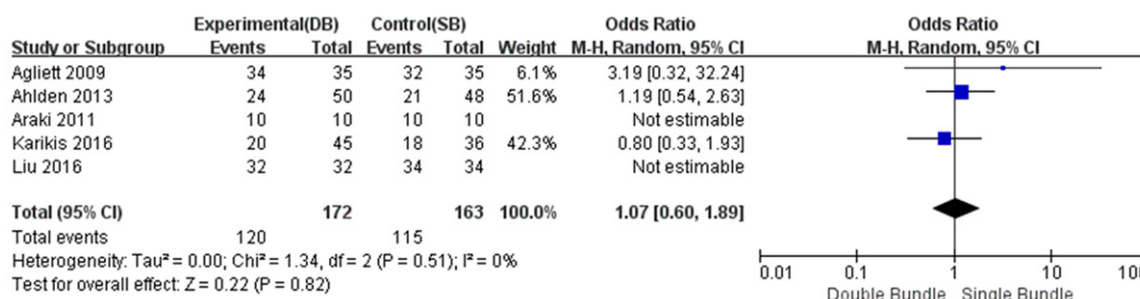 Experimental(DB) Control(SB) Odds Ratio Odds Ratio
Study or Subgroup Events Total Events Total Weight M-H, Random, 95% CI M-H, Random, 95% CI
Agliett 2009 34 35 32 35 6.1% 3.19 [0.32, 32.24]
Ahlden 2013 24 50 21 48 51.6% 1.19 [0.54, 2.63]
Araki 2011 10 10 10 10 Not estimable
Karikis 2016 20 45 18 36 42.3% 0.80 [0.33, 1.93]
Liu 2016 32 32 34 34 Not estimable
Total (95% CI) 172 163 100.0% 1.07 [0.60, 1.89]
Total events 120 115
Heterogeneity: Tau² = 0.00; Chi² = 1.34, df = 2 (P = 0.51); I² = 0%
Test for overall effect: Z = 0.22 (P = 0.82)
0.01 0.1 1 10 100
Double Bundle Single Bundle